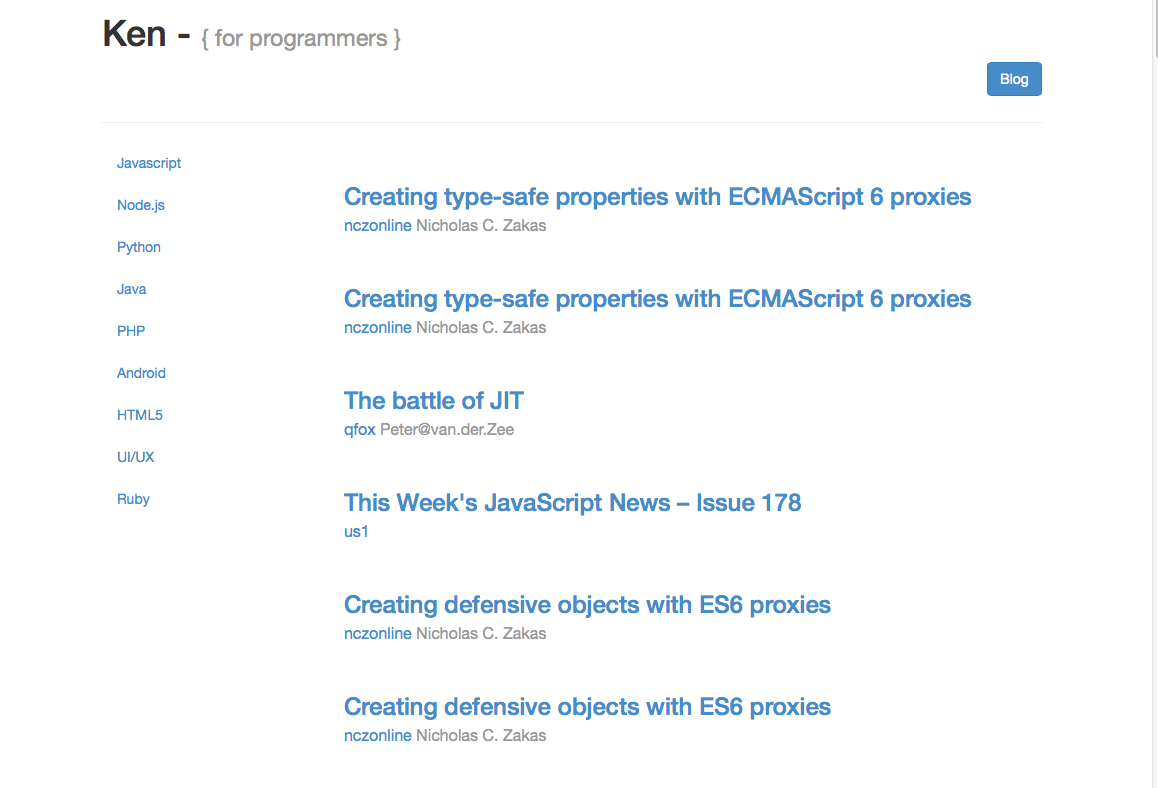 Ken - { for programmers }
Blog
Javascript
Node.js
Python
Java
PHP
Android
HTML5
UI/UX
Ruby
Creating type-safe properties with ECMAScript 6 proxies
nczonline Nicholas C. Zakas
Creating type-safe properties with ECMAScript 6 proxies
nczonline Nicholas C. Zakas
The battle of JIT
qfox Peter@van.der.Zee
This Week's JavaScript News – Issue 178
us1
Creating defensive objects with ES6 proxies
nczonline Nicholas C. Zakas
Creating defensive objects with ES6 proxies
nczonline Nicholas C. Zakas